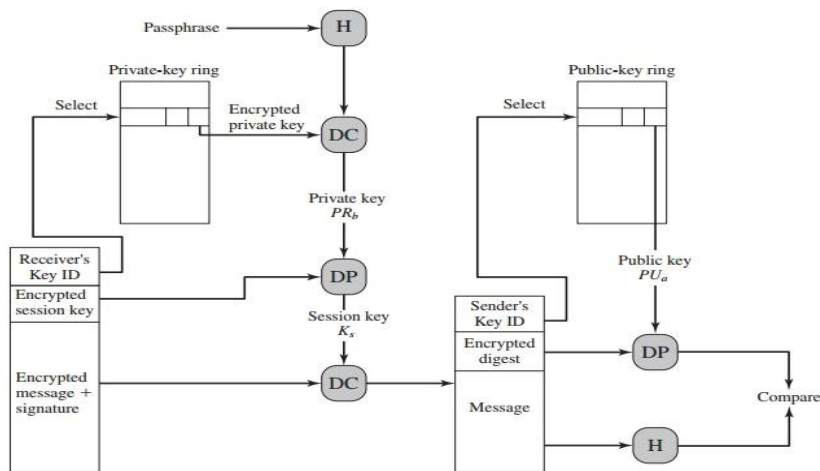 Passphrase
H
Private-key ring
Public-key ring
Select
Encrypted
private key
DC
Select
Private key
PRb
Public key
PUa
Receiver's
Key ID
Encrypted
session key
DP
Session key
Ks
Sender's
Key ID
Encrypted
digest
DP
Encrypted
message +
signature
DC
Message
Compare
H